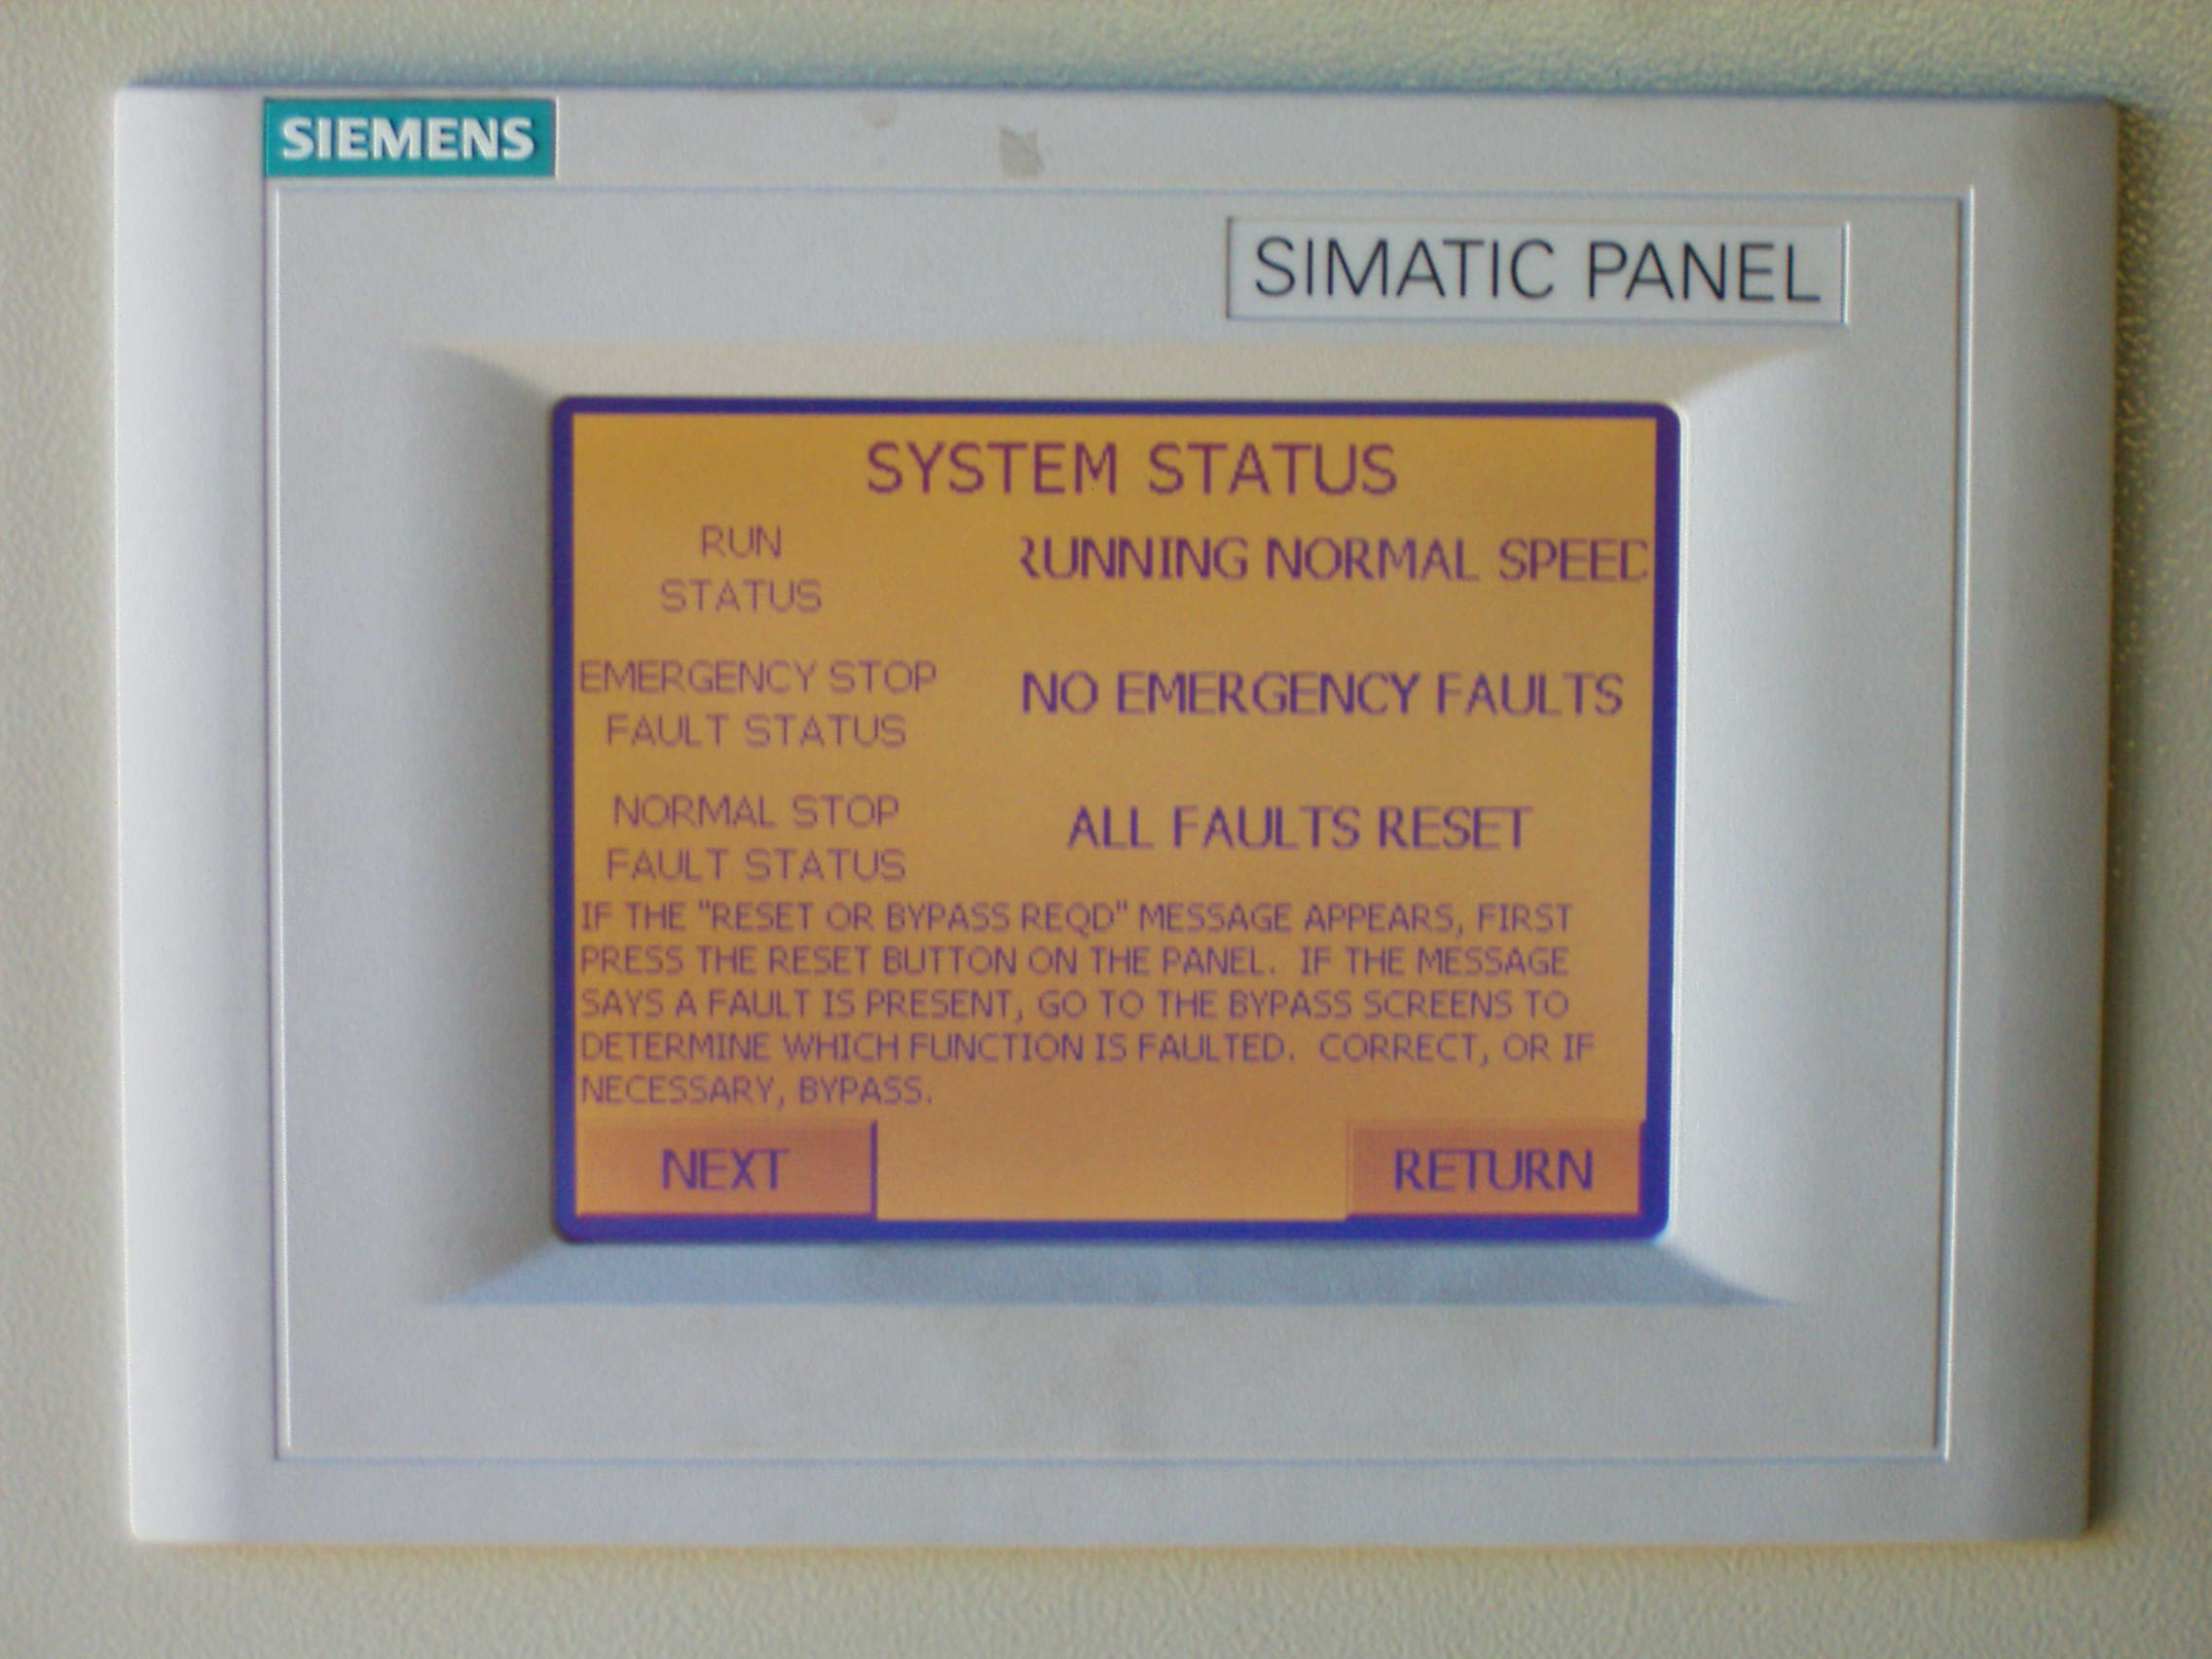 SIEMENS
SIMATIC PANEL
SYSTEM STATUS
RUN
STATUS
RUNNING NORMAL SPEED
EMERGENCY STOP
FAULT STATUS
NO EMERGENCY FAULTS
NORMAL STOP
FAULT STATUS
ALL FAULTS RESET
IF THE "RESET OR BYPASS REQD" MESSAGE APPEARS, FIRST
PRESS THE RESET BUTTON ON THE PANEL. IF THE MESSAGE
SAYS A FAULT IS PRESENT, GO TO THE BYPASS SCREENS TO
DETERMINE WHICH FUNCTION IS FAULTED. CORRECT, OR IF
NECESSARY, BYPASS.
NEXT
RETURN